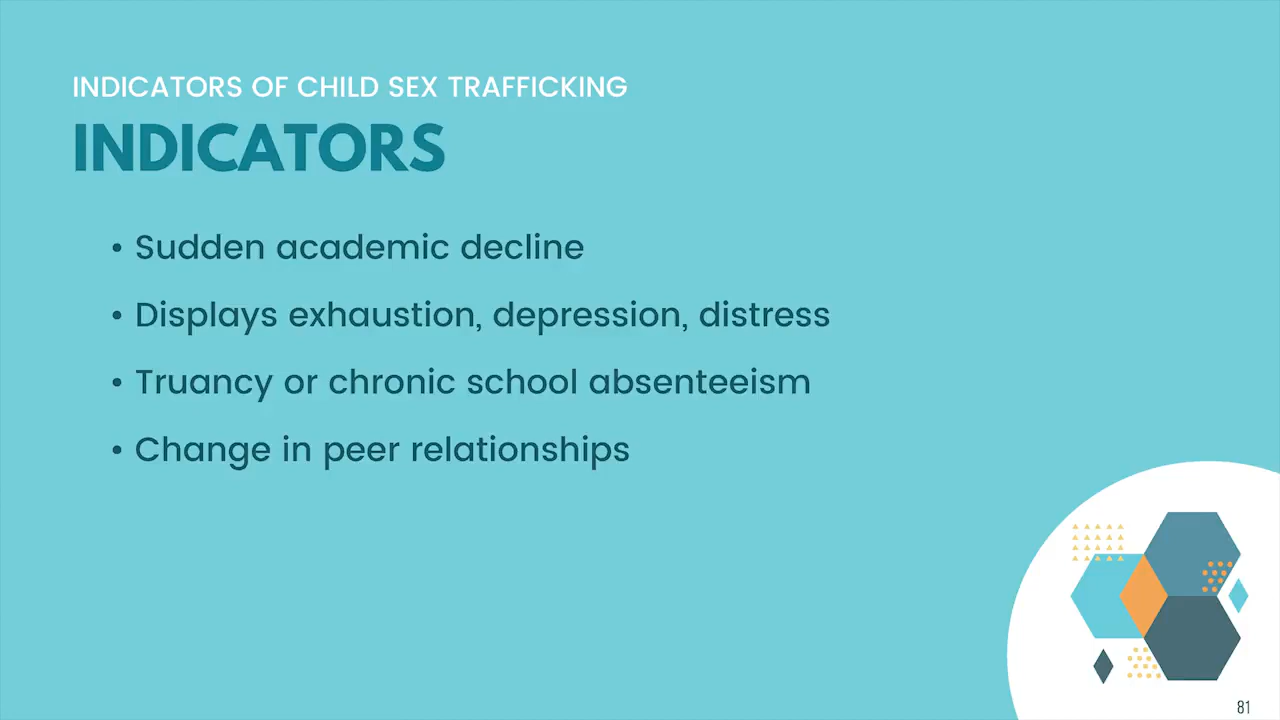 INDICATORS OF CHILD SEX TRAFFICKING
INDICATORS
• Sudden academic decline
• Displays exhaustion, depression, distress
• Truancy or chronic school absenteeism
• Change in peer relationships
81